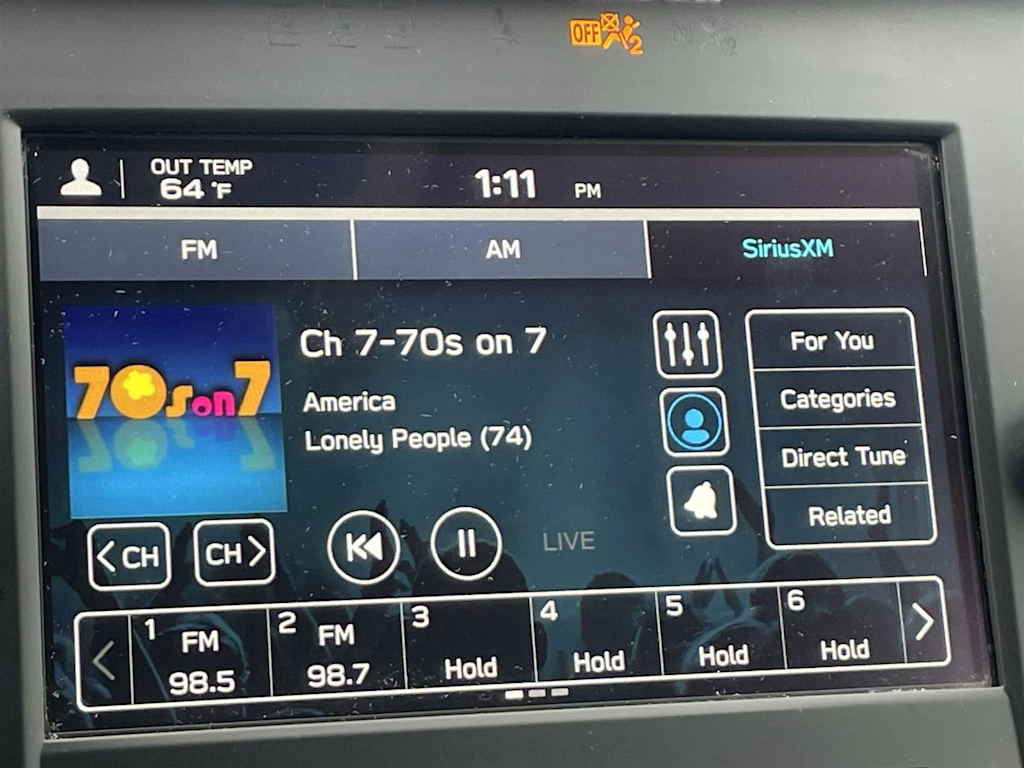 OFF 2
OUT TEMP
64 °F
1:11 PM
FM
AM
SiriusXM
70s on 7
Ch 7-70s on 7
America
Lonely People (74)
For You
Categories
Direct Tune
Related
CH
CH
LIVE
1
FM
98.5
2
FM
98.7
3
Hold
4
Hold
5
Hold
6
Hold